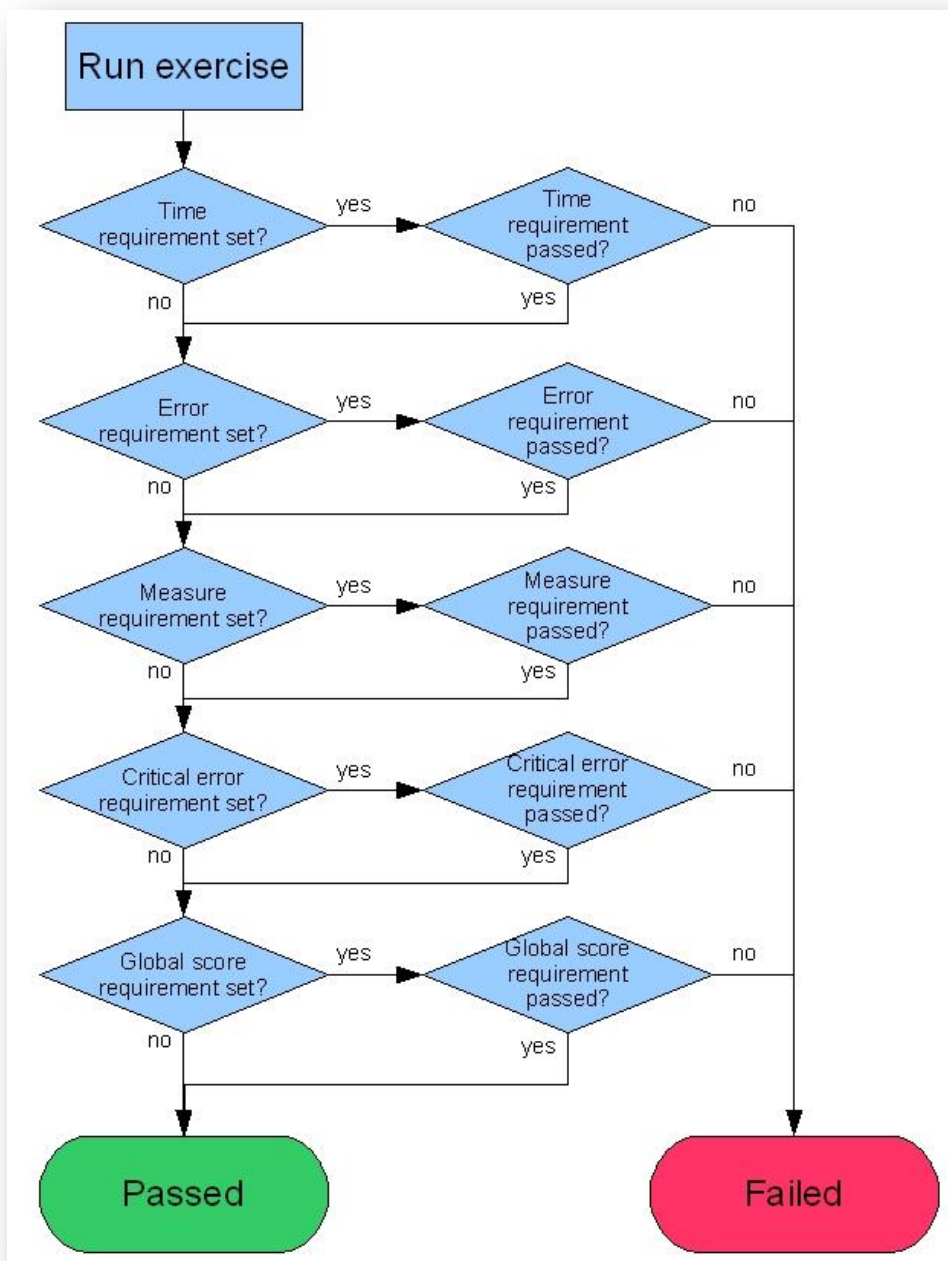 Run exercise
Time
requirement set?
yes
Time
requirement
passed?
no
no
yes
Error
requirement set?
yes
Error
requirement
passed?
no
no
yes
Measure
requirement set?
yes
Measure
requirement
passed?
no
no
yes
Critical error
requirement set?
yes
Critical error
requirement
passed?
no
no
yes
Global score
requirement set?
yes
Global score
requirement
passed?
no
no
yes
Passed
Failed